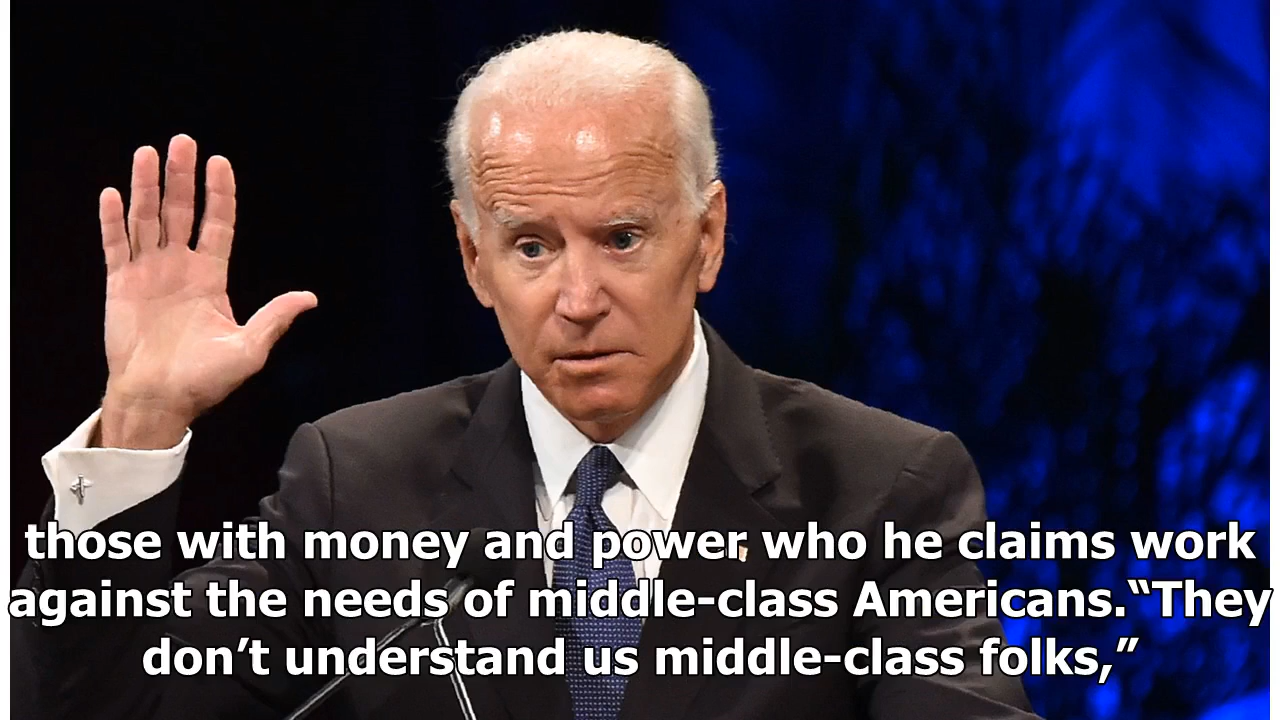 those with money and power who he claims work
against the needs of middle-class Americans.“They
don’t understand us middle-class folks,”